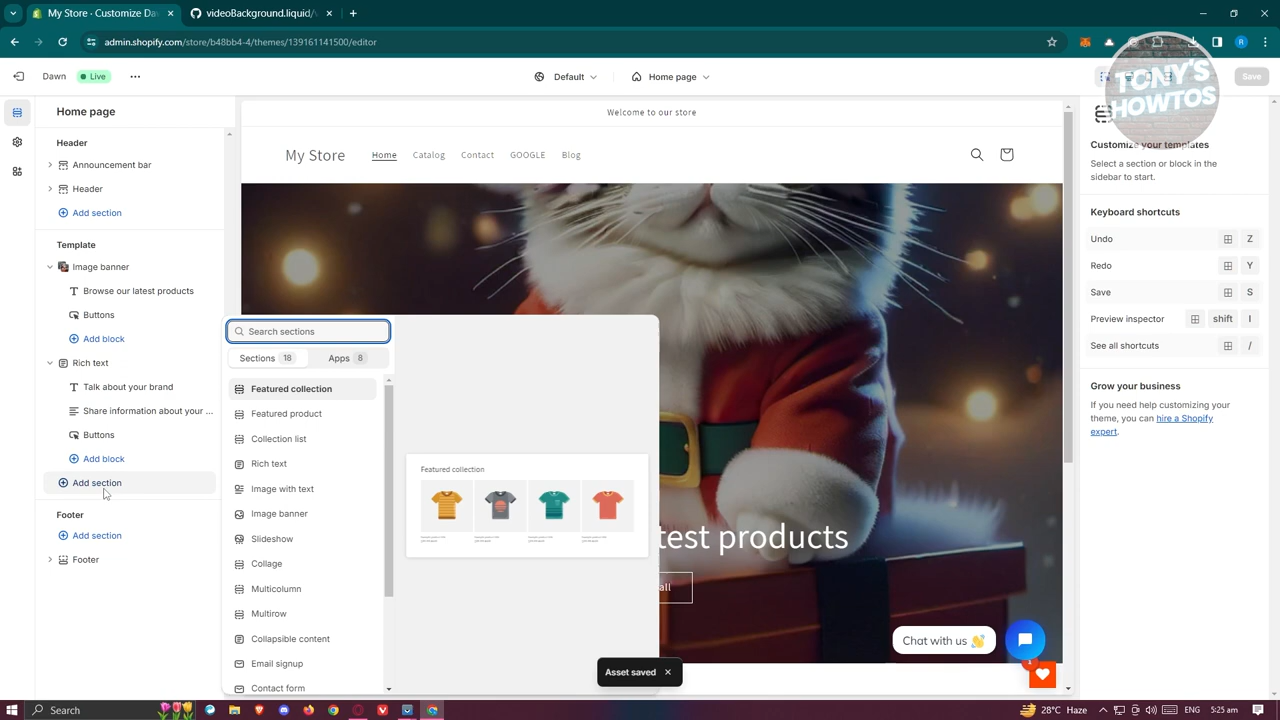 My Store · Customize Da
videoBackground.liquid/
admin.shopify.com/store/b48bb4-4/themes/139161141500/editor
R
Dawn
Live
Default
Home page
Save
TONY'S
HOWTOS
Home page
Header
Announcement bar
Header
Add section
Template
Image banner
Browse our latest products
Buttons
Add block
Rich text
Talk about your brand
Share information about your ...
Buttons
Add block
Add section
Footer
Add section
Footer
Search sections
Sections 18
Apps 8
Featured collection
Featured product
Collection list
Rich text
Image with text
Image banner
Slideshow
Collage
Multicolumn
Multirow
Collapsible content
Email signup
Contact form
Featured collection
Welcome to our store
My Store
Home
Catalog
Contact
GOOGLE
Blog
test products
all
Chat with us 👋
1
Asset saved
Customize your templates
Select a section or block in the
sidebar to start.
Keyboard shortcuts
Undo Z
Redo Y
Save S
Preview inspector shift I
See all shortcuts /
Grow your business
If you need help customizing your
theme, you can hire a Shopify
expert.
Search
28°C Haze
ENG
5:25 am